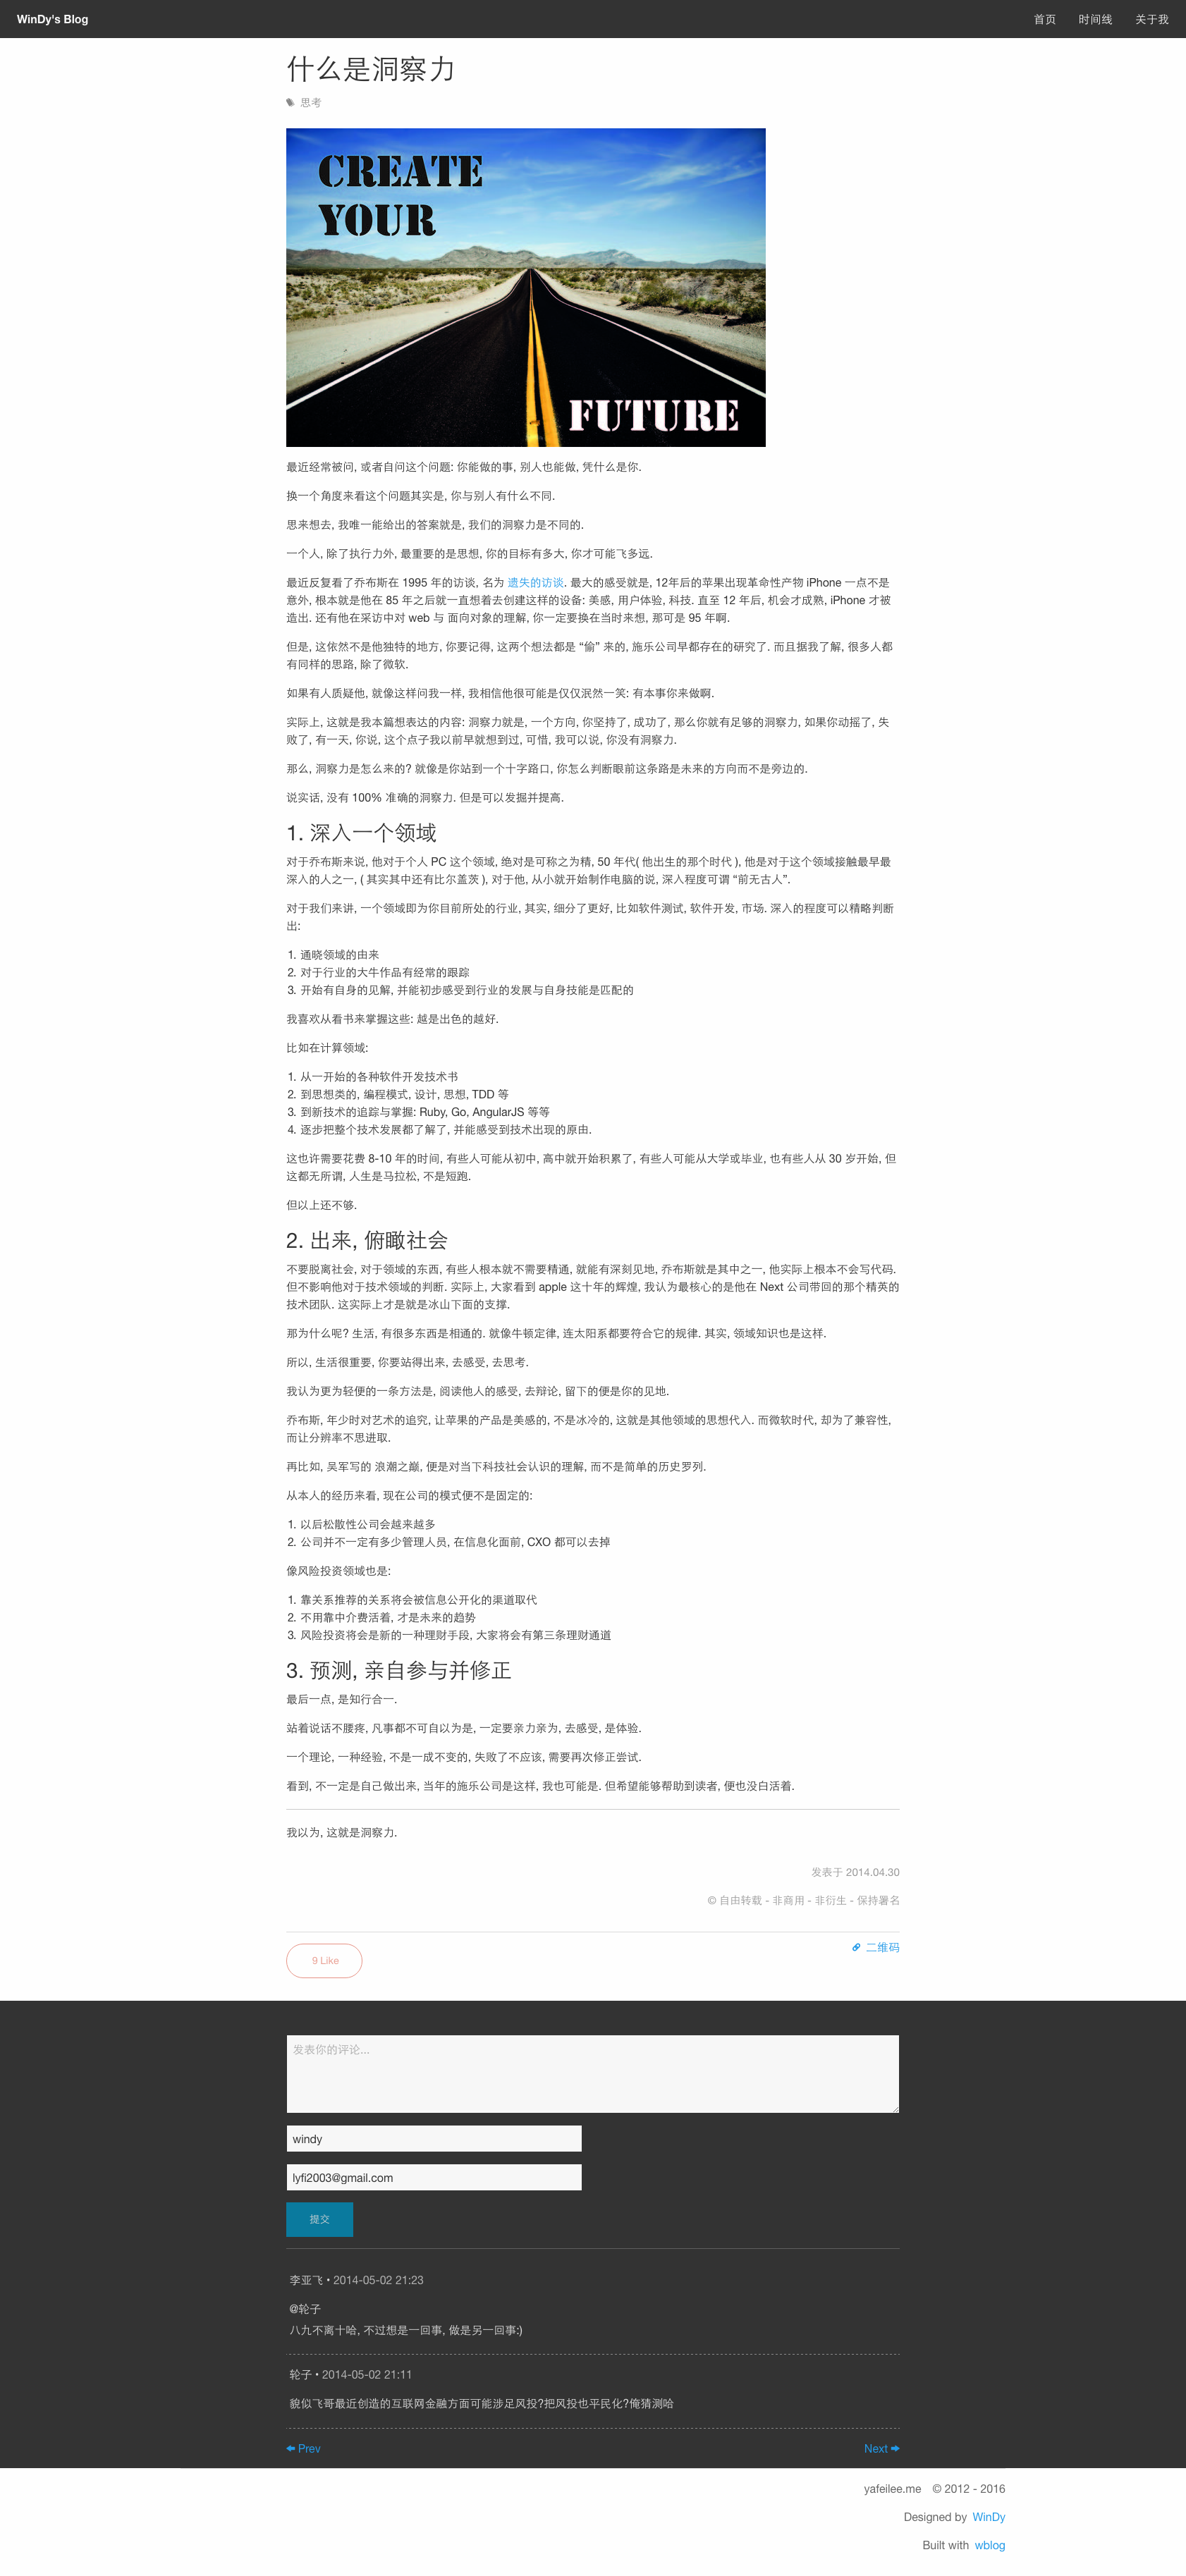 WinDy's Blog
首页 时间线 关于我
什么是洞察力
思考
CREATE
YOUR
FUTURE
最近经常被问, 或者自问这个问题: 你能做的事, 别人也能做, 凭什么是你.
换一个角度来看这个问题其实是, 你与别人有什么不同.
思来想去, 我唯一能给出的答案就是, 我们的洞察力是不同的.
一个人, 除了执行力外, 最重要的是思想, 你的目标有多大, 你才可能飞多远.
最近反复看了乔布斯在 1995 年的访谈, 名为 遗失的访谈. 最大的感受就是, 12年后的苹果出现革命性产物 iPhone 一点不是
意外, 根本就是他在 85 年之后就一直想着去创建这样的设备: 美感, 用户体验, 科技. 直至 12 年后, 机会才成熟, iPhone 才被
造出. 还有他在采访中对 web 与 面向对象的理解, 你一定要换在当时来想, 那可是 95 年啊.
但是, 这依然不是他独特的地方, 你要记得, 这两个想法都是 “偷” 来的, 施乐公司早都存在的研究了. 而且据我了解, 很多人都
有同样的思路, 除了微软.
如果有人质疑他, 就像这样问我一样, 我相信他很可能是仅仅泯然一笑: 有本事你来做啊.
实际上, 这就是我本篇想表达的内容: 洞察力就是, 一个方向, 你坚持了, 成功了, 那么你就有足够的洞察力, 如果你动摇了, 失
败了, 有一天, 你说, 这个点子我以前早就想到过, 可惜, 我可以说, 你没有洞察力.
那么, 洞察力是怎么来的? 就像是你站到一个十字路口, 你怎么判断眼前这条路是未来的方向而不是旁边的.
说实话, 没有 100% 准确的洞察力. 但是可以发掘并提高.
1. 深入一个领域
对于乔布斯来说, 他对于个人 PC 这个领域, 绝对是可称之为精, 50 年代( 他出生的那个时代 ), 他是对于这个领域接触最早最
深入的人之一, ( 其实其中还有比尔盖茨 ), 对于他, 从小就开始制作电脑的说, 深入程度可谓 “前无古人”.
对于我们来讲, 一个领域即为你目前所处的行业, 其实, 细分了更好, 比如软件测试, 软件开发, 市场. 深入的程度可以精略判断
出:
1. 通晓领域的由来
2. 对于行业的大牛作品有经常的跟踪
3. 开始有自身的见解, 并能初步感受到行业的发展与自身技能是匹配的
我喜欢从看书来掌握这些: 越是出色的越好.
比如在计算领域:
1. 从一开始的各种软件开发技术书
2. 到思想类的, 编程模式, 设计, 思想, TDD 等
3. 到新技术的追踪与掌握: Ruby, Go, AngularJS 等等
4. 逐步把整个技术发展都了解了, 并能感受到技术出现的原由.
这也许需要花费 8-10 年的时间, 有些人可能从初中, 高中就开始积累了, 有些人可能从大学或毕业, 也有些人从 30 岁开始, 但
这都无所谓, 人生是马拉松, 不是短跑.
但以上还不够.
2. 出来, 俯瞰社会
不要脱离社会, 对于领域的东西, 有些人根本就不需要精通, 就能有深刻见地, 乔布斯就是其中之一, 他实际上根本不会写代码.
但不影响他对于技术领域的判断. 实际上, 大家看到 apple 这十年的辉煌, 我认为最核心的是他在 Next 公司带回的那个精英的
技术团队. 这实际上才是就是冰山下面的支撑.
那为什么呢? 生活, 有很多东西是相通的. 就像牛顿定律, 连太阳系都要符合它的规律. 其实, 领域知识也是这样.
所以, 生活很重要, 你要站得出来, 去感受, 去思考.
我认为更为轻便的一条方法是, 阅读他人的感受, 去辩论, 留下的便是你的见地.
乔布斯, 年少时对艺术的追究, 让苹果的产品是美感的, 不是冰冷的, 这就是其他领域的思想代入. 而微软时代, 却为了兼容性,
而让分辨率不思进取.
再比如, 吴军写的 浪潮之巅, 便是对当下科技社会认识的理解, 而不是简单的历史罗列.
从本人的经历来看, 现在公司的模式便不是固定的:
1. 以后松散性公司会越来越多
2. 公司并不一定有多少管理人员, 在信息化面前, CXO 都可以去掉
像风险投资领域也是:
1. 靠关系推荐的关系将会被信息公开化的渠道取代
2. 不用靠中介费活着, 才是未来的趋势
3. 风险投资将会是新的一种理财手段, 大家将会有第三条理财通道
3. 预测, 亲自参与并修正
最后一点, 是知行合一.
站着说话不腰疼, 凡事都不可自以为是, 一定要亲力亲为, 去感受, 是体验.
一个理论, 一种经验, 不是一成不变的, 失败了不应该, 需要再次修正尝试.
看到, 不一定是自己做出来, 当年的施乐公司是这样, 我也可能是. 但希望能够帮助到读者, 便也没白活着.
我以为, 这就是洞察力.
发表于 2014.04.30
© 自由转载 - 非商用 - 非衍生 - 保持署名
9 Like
二维码
发表你的评论...
windy
lyfi2003@gmail.com
提交
李亚飞 • 2014-05-02 21:23
@轮子
八九不离十哈, 不过想是一回事, 做是另一回事:)
轮子 • 2014-05-02 21:11
貌似飞哥最近创造的互联网金融方面可能涉足风投?把风投也平民化?俺猜测哈
Prev
Next
yafeilee.me © 2012 - 2016
Designed by WinDy
Built with wblog